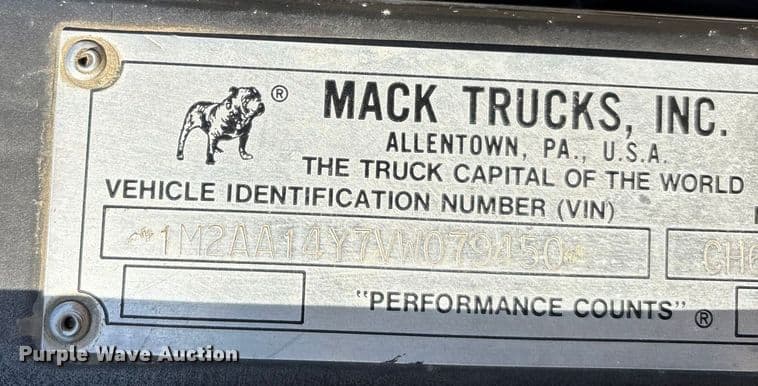 MACK TRUCKS, INC.
ALLENTOWN, PA., U.S.A.
THE TRUCK CAPITAL OF THE WORLD
VEHICLE IDENTIFICATION NUMBER (VIN)
1M2AA14Y7VW079450
CH
"PERFORMANCE COUNTS" ®
Purple Wave Auction